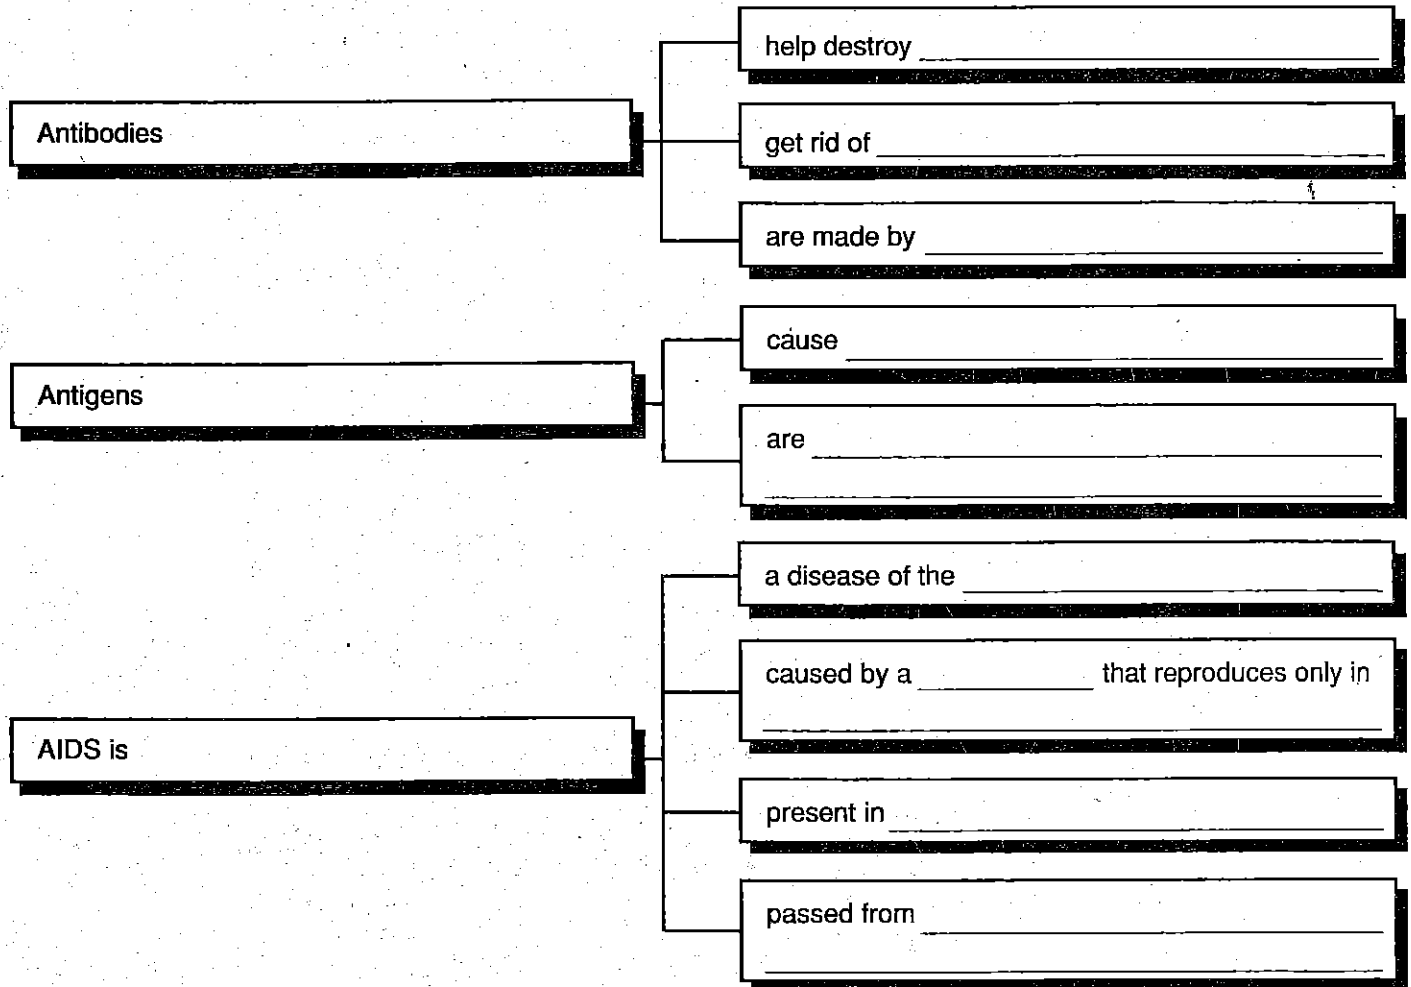 Antibodies
help destroy
get rid of
are made by
Antigens
cause
are
AIDS is
a disease of the
caused by a that reproduces only in
present in
passed from